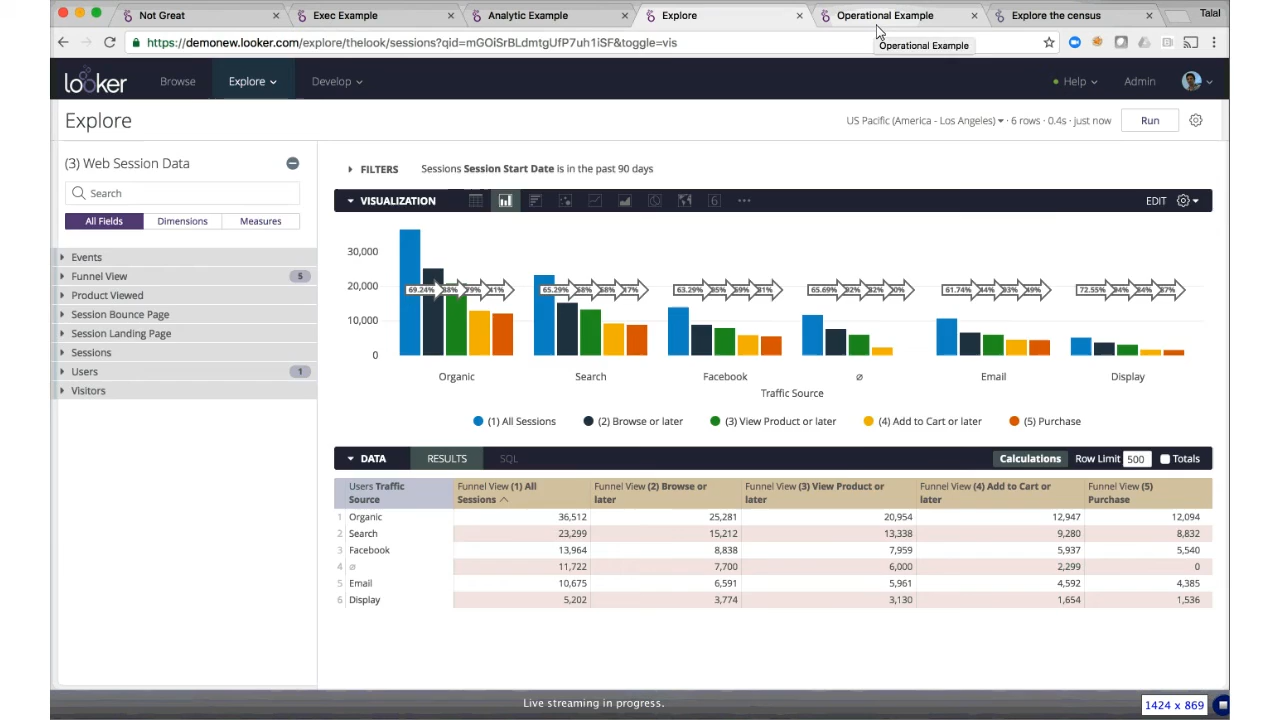 Not Great
Exec Example
Analytic Example
Explore
Operational Example
Explore the census
Talal
https://demonew.looker.com/explore/thelook/sessions?qid=mGOiSrBLdmtgUfP7uh1iSF&toggle=vis
Operational Example
looker
Browse
Explore
Develop
Help
Admin
Explore
US Pacific (America - Los Angeles) · 6 rows · 0.4s · just now
Run
(3) Web Session Data
Search
All Fields
Dimensions
Measures
Events
Funnel View 5
Product Viewed
Session Bounce Page
Session Landing Page
Sessions
Users 1
Visitors
FILTERS Sessions Session Start Date is in the past 90 days
VISUALIZATION
6
EDIT
30,000
20,000
10,000
0
69.24%
79%
41%
65.29%
58%
63.29%
59%
65.69%
61.74%
72.55%
Organic
Search
Facebook
∅
Email
Display
Traffic Source
(1) All Sessions
(2) Browse or later
(3) View Product or later
(4) Add to Cart or later
(5) Purchase
DATA
RESULTS
SQL
Calculations
Row Limit 500
Totals
Users Traffic Source
Funnel View (1) All Sessions
Funnel View (2) Browse or later
Funnel View (3) View Product or later
Funnel View (4) Add to Cart or later
Funnel View (5) Purchase
1 Organic 36,512 25,281 20,954 12,947 12,094
2 Search 23,299 15,212 13,338 9,280 8,832
3 Facebook 13,964 8,838 7,959 5,937 5,540
4 ∅ 11,722 7,700 6,000 2,299 0
5 Email 10,675 6,591 5,961 4,592 4,385
6 Display 5,202 3,774 3,130 1,654 1,536
Live streaming in progress.
1424 x 869